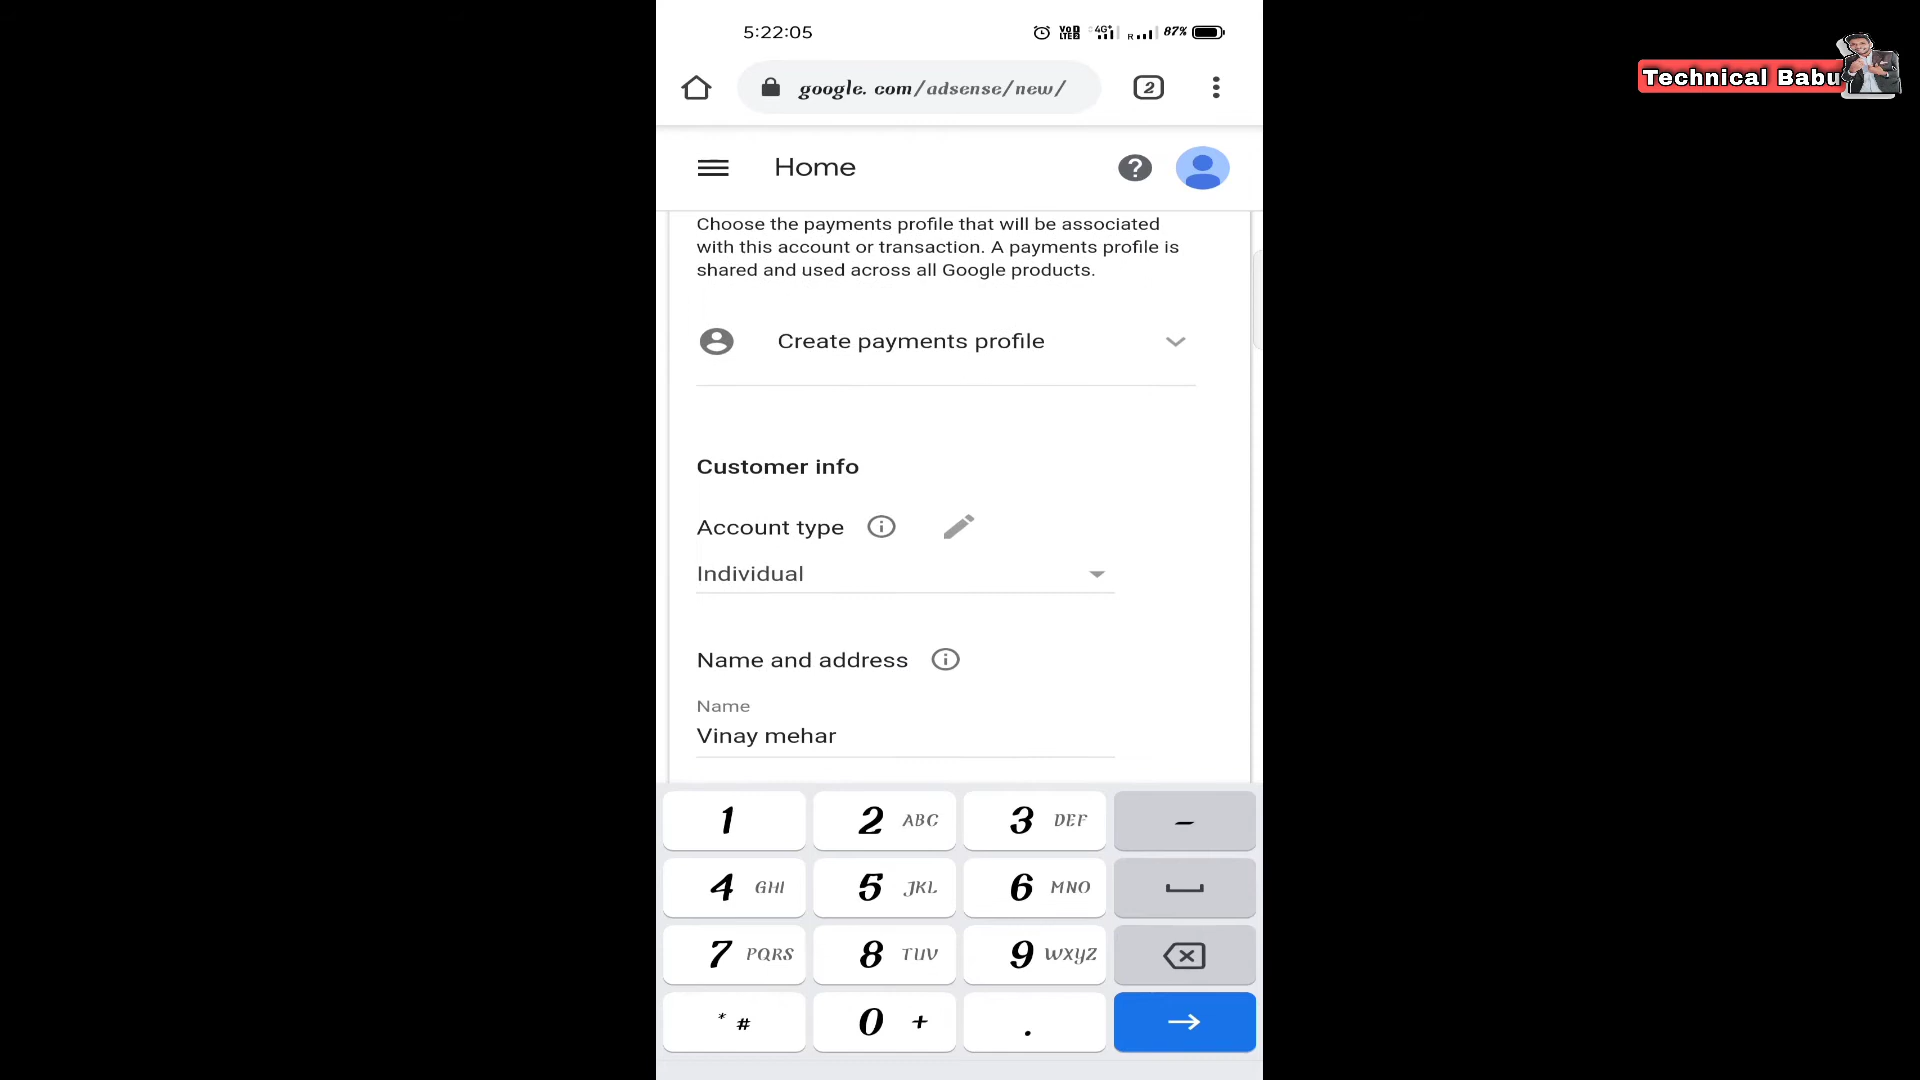 5:22:05
VoD
LTE2
4G+
R
87%
google. com/adsense/new/
2
Technical Babu
Home
?
Choose the payments profile that will be associated
with this account or transaction. A payments profile is
shared and used across all Google products.
Create payments profile
Customer info
Account type
Individual
Name and address
Name
Vinay mehar
1
2 ABC
3 DEF
-
4 GHI
5 JKL
6 MNO
7 PQRS
8 TUV
9 WXYZ
* #
0 +
.